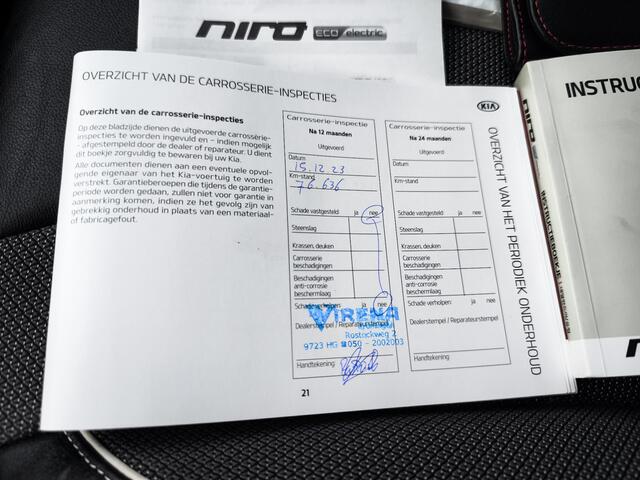 niro eco electric
OVERZICHT VAN DE CARROSSERIE-INSPECTIES
KIA
Overzicht van de carrosserie-inspecties
Op deze bladzijde dienen de uitgevoerde carrosserie-
inspecties te worden ingevuld en – indien mogelijk
- afgestempeld door de dealer of reparateur. U dient
dit boekje zorgvuldig te bewaren bij uw Kia.
Alle documenten dienen aan een eventuele opvol-
gende eigenaar van het Kia-voertuig te worden
verstrekt. Garantieberoepen die tijdens de garantie-
periode worden gedaan, zullen niet voor garantie in
aanmerking komen, indien ze het gevolg zijn van
gebrekkig onderhoud in plaats van een materiaal-
of fabricagefout.
Carrosserie-inspectie
Na 12 maanden
Uitgevoerd
Datum
15.12 23
Km-stand
76.636
Schade vastgesteld: ja nee
Steenslag
Krassen, deuken
Carrosserie
beschadigingen
Beschadigingen
anti-corrosie
beschermlaag
Schade verholpen: ja nee
VIRENA
Dealerstempel / Reparateurstempel
Rostockweg 2
9723 HG ☎050 - 2002003
Handtekening
Carrosserie-inspectie
Na 24 maanden
Uitgevoerd
Datum
Km-stand
Schade vastgesteld: ja nee
Steenslag
Krassen, deuken
Carrosserie
beschadigingen
Beschadigingen
anti-corrosie
beschermlaag
Schade verholpen: ja nee
Dealerstempel / Reparateurstempel
Handtekening
OVERZICHT VAN HET PERIODIEK ONDERHOUD
21
INSTRUC
niro
INSTRUCTIEBOEKJE
niro